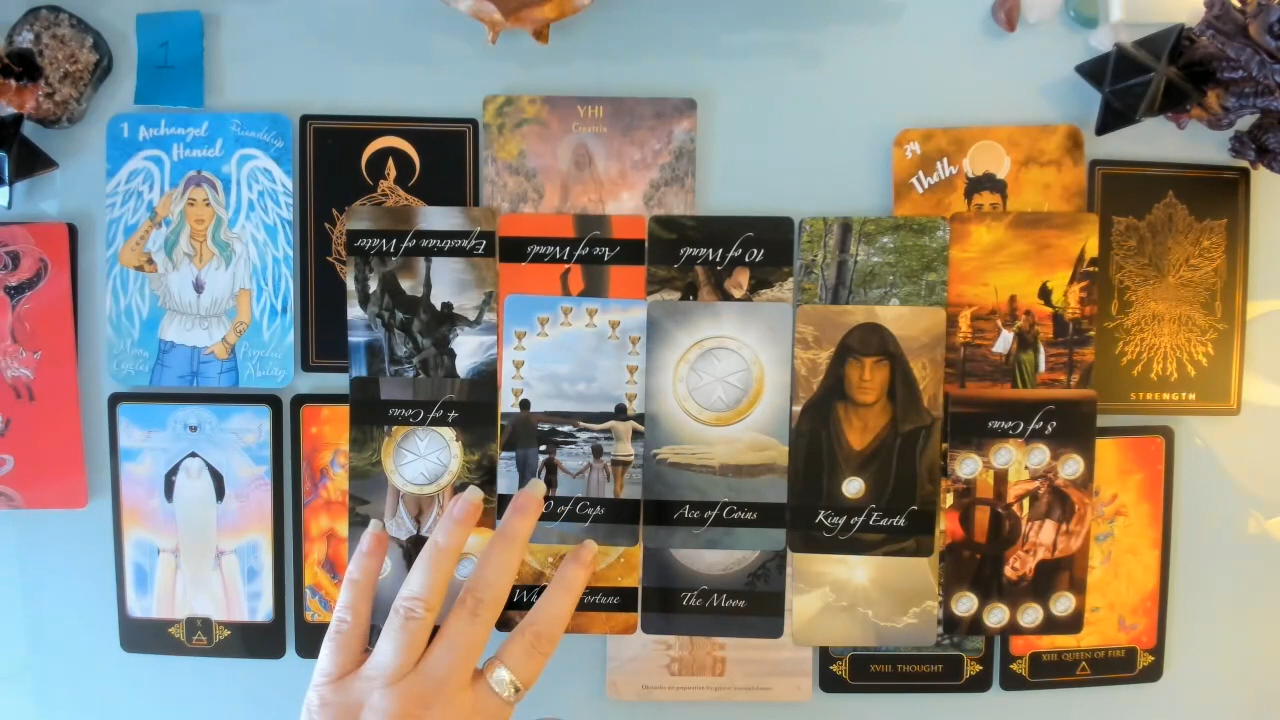 1
1 Archangel
Haniel
Friendship
Moon
Cycles
Psychic
Ability
YHI
Creatrix
34
Thoth
STRENGTH
Equestrian of Water
Ace of Wands
10 of Wands
4 of Coins
0 of Cups
Ace of Coins
King of Earth
8 of Coins
Wh
Fortune
The Moon
X
XVIII. THOUGHT
XIII. QUEEN OF FIRE